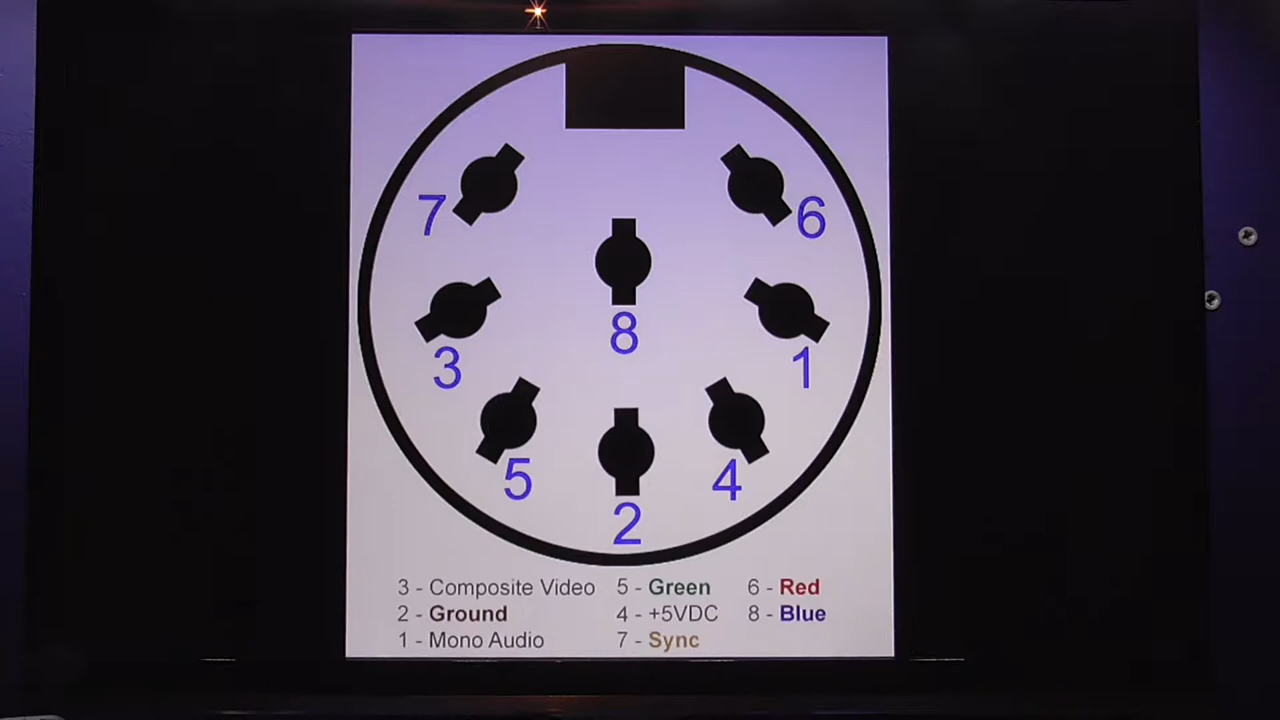 7
6
8
3
1
5
4
2
3 - Composite Video 5 - Green 6 - Red
2 - Ground 4 - +5VDC 8 - Blue
1 - Mono Audio 7 - Sync